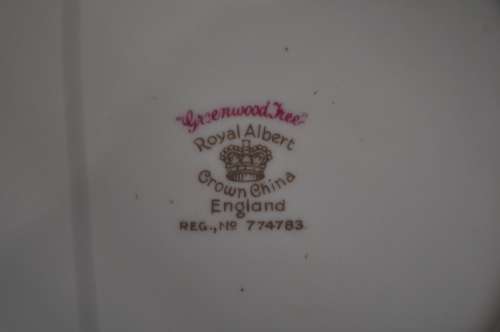 "Greenwood Tree"
Royal Albert
Crown China
England
REG., No 774783